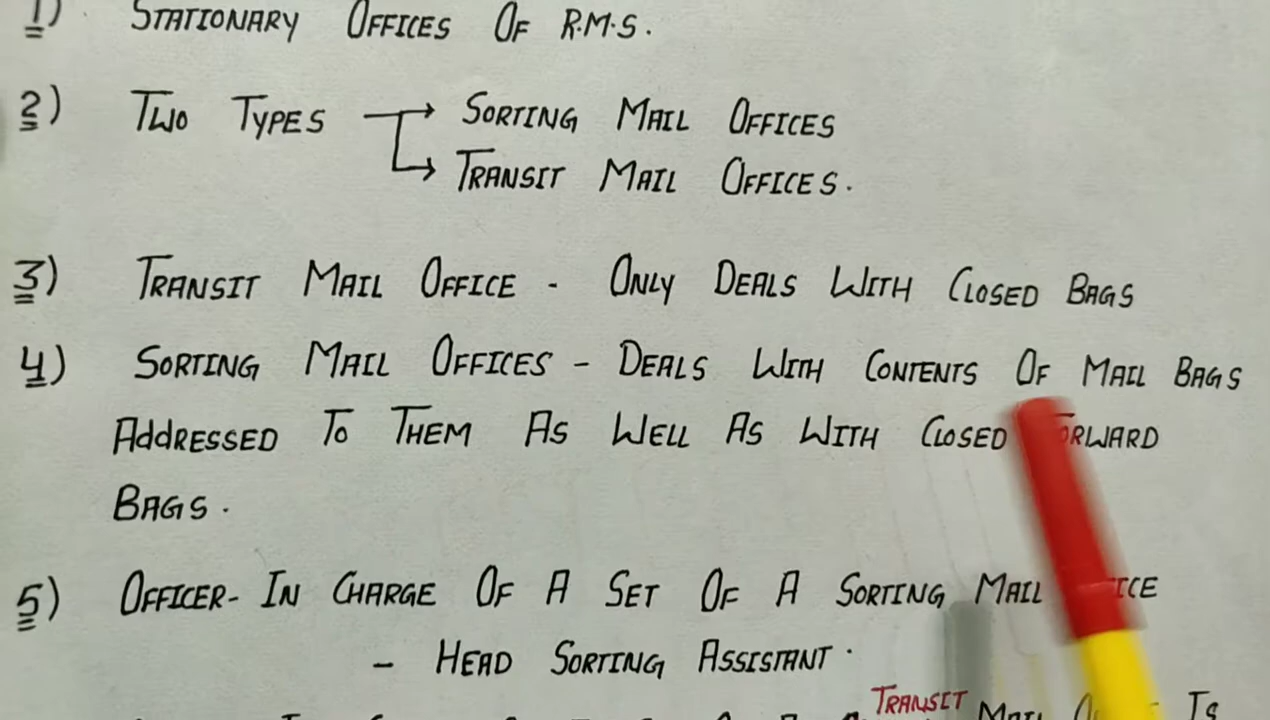 1) STATIONARY OFFICES OF R.M.S.
2) TWO TYPES → SORTING MAIL OFFICES
→ TRANSIT MAIL OFFICES.
3) TRANSIT MAIL OFFICE - ONLY DEALS WITH CLOSED BAGS
4) SORTING MAIL OFFICES - DEALS WITH CONTENTS OF MAIL BAGS
ADDRESSED TO THEM AS WELL AS WITH CLOSED FORWARD
BAGS.
5) OFFICER-IN CHARGE OF A SET OF A SORTING MAIL
- HEAD SORTING ASSISTANT.
TRANSIT